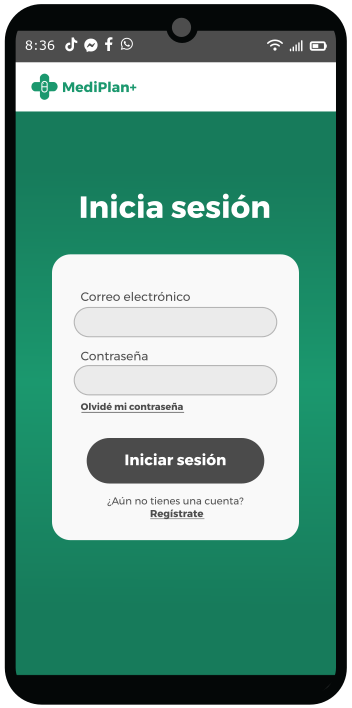 8:36
MediPlan+
Inicia sesión
Correo electrónico
Contraseña
Olvidé mi contraseña
Iniciar sesión
¿Aún no tienes una cuenta?
Regístrate